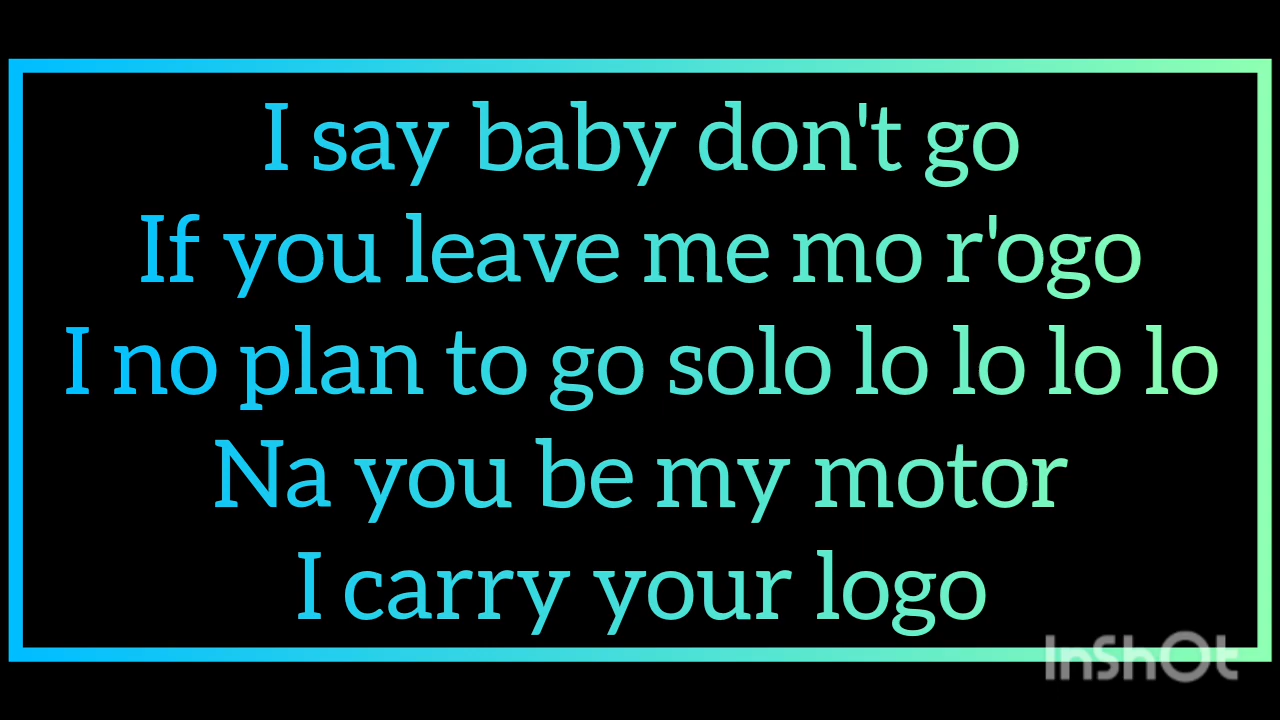 I say baby don't go
If you leave me mo r'ogo
I no plan to go solo lo lo lo lo
Na you be my motor
I carry your logo
InShOt